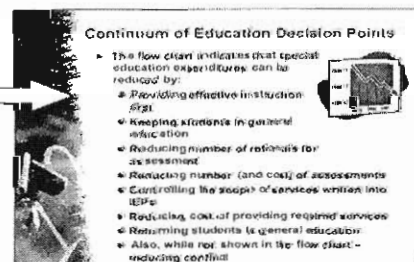 Continuum of Education Decision Points
The flow chart indicates that special
education expenditures can be
reduced by:
Providing effective instruction
first
Keeping students in general
education
Reducing number of referrals for
assessment
Reducing number (and cost) of assessments
Controlling the scope of services written into
IEPs
Reducing cost of providing required services
Returning students to general education
Also, while not shown in the flow chart –
reducing conflict